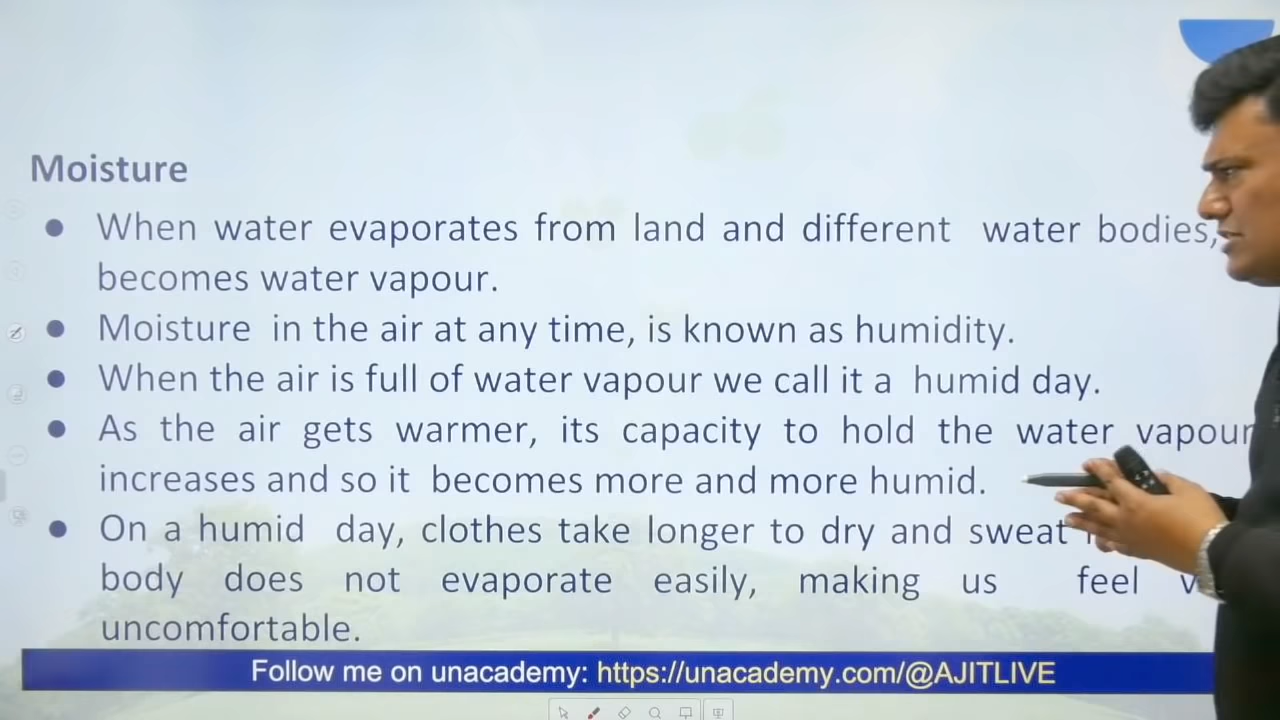 Moisture
● When water evaporates from land and different water bodies,
becomes water vapour.
● Moisture in the air at any time, is known as humidity.
● When the air is full of water vapour we call it a humid day.
● As the air gets warmer, its capacity to hold the water vapour
increases and so it becomes more and more humid.
● On a humid day, clothes take longer to dry and sweat
body does not evaporate easily, making us feel
uncomfortable.
Follow me on unacademy: https://unacademy.com/@AJITLIVE